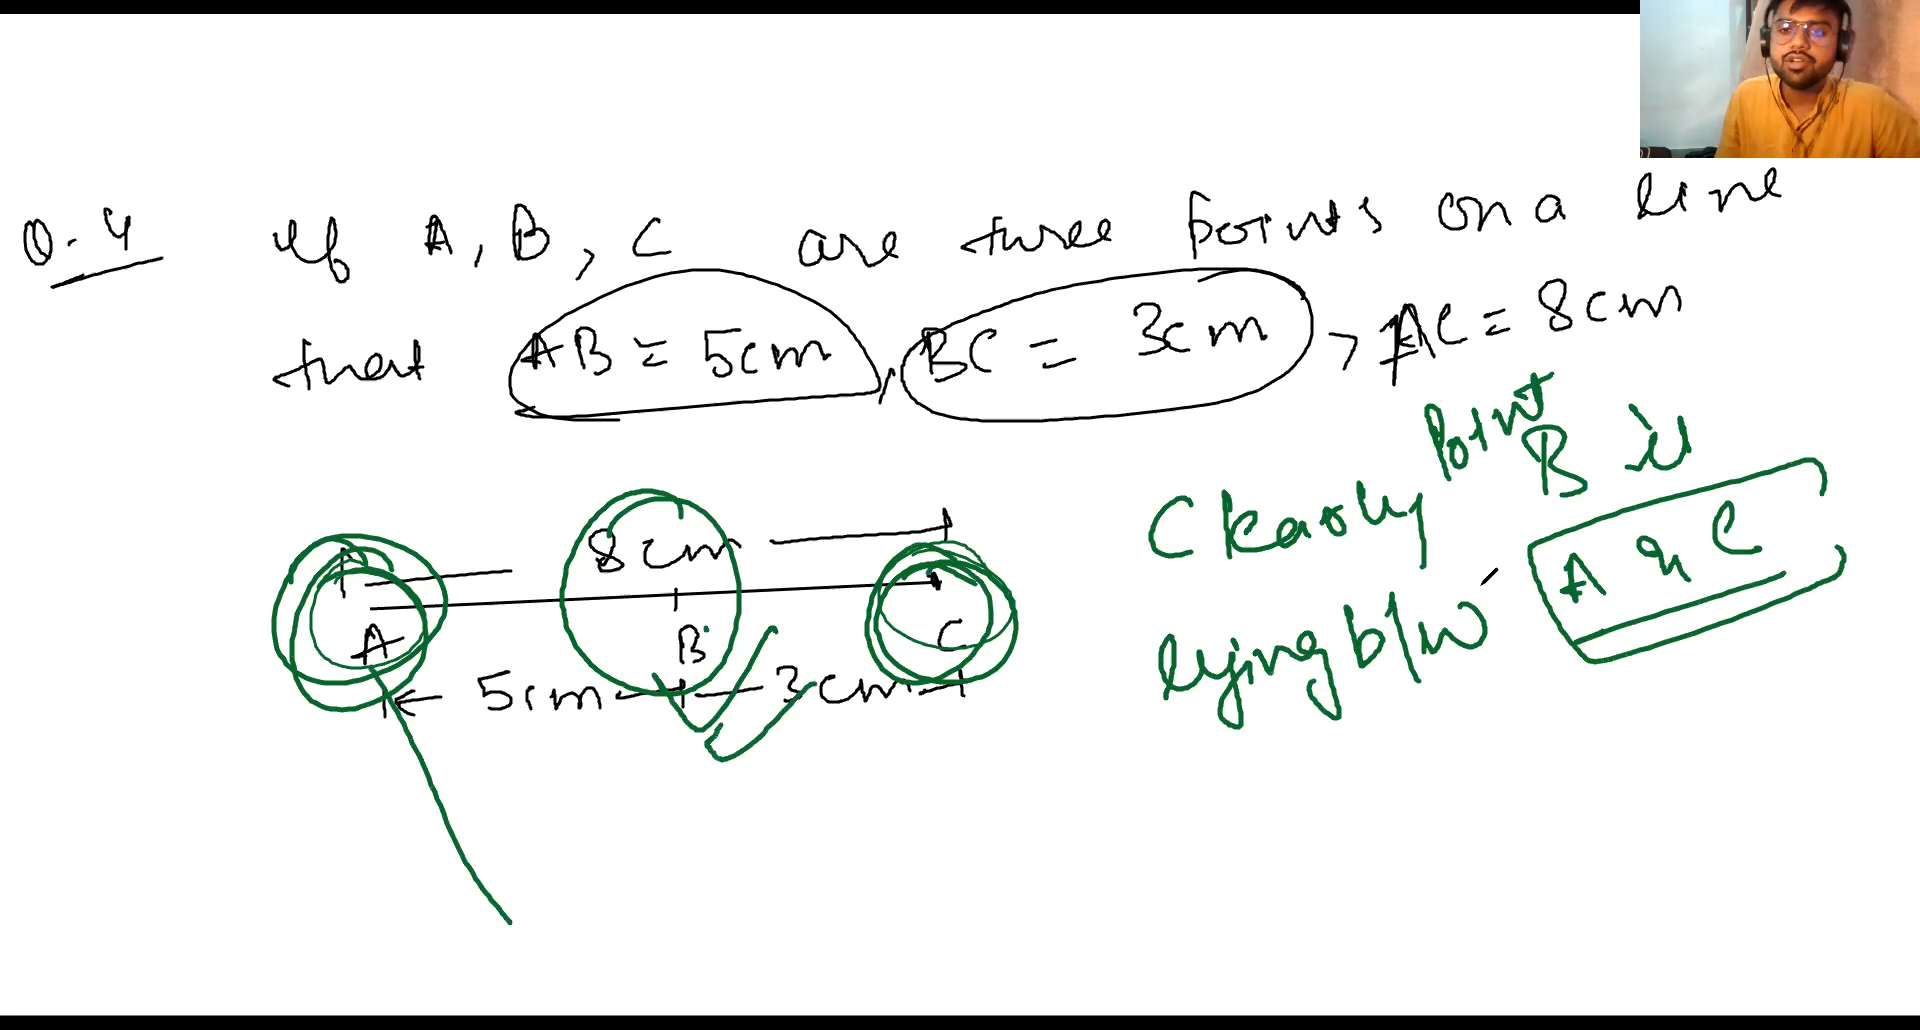 Q.4 If A, B, C are three points on a line
that AB = 5cm, BC = 3cm, AC = 8cm
Clearly point B is
lying b/w A & C
8cm
A B C
5cm 3cm